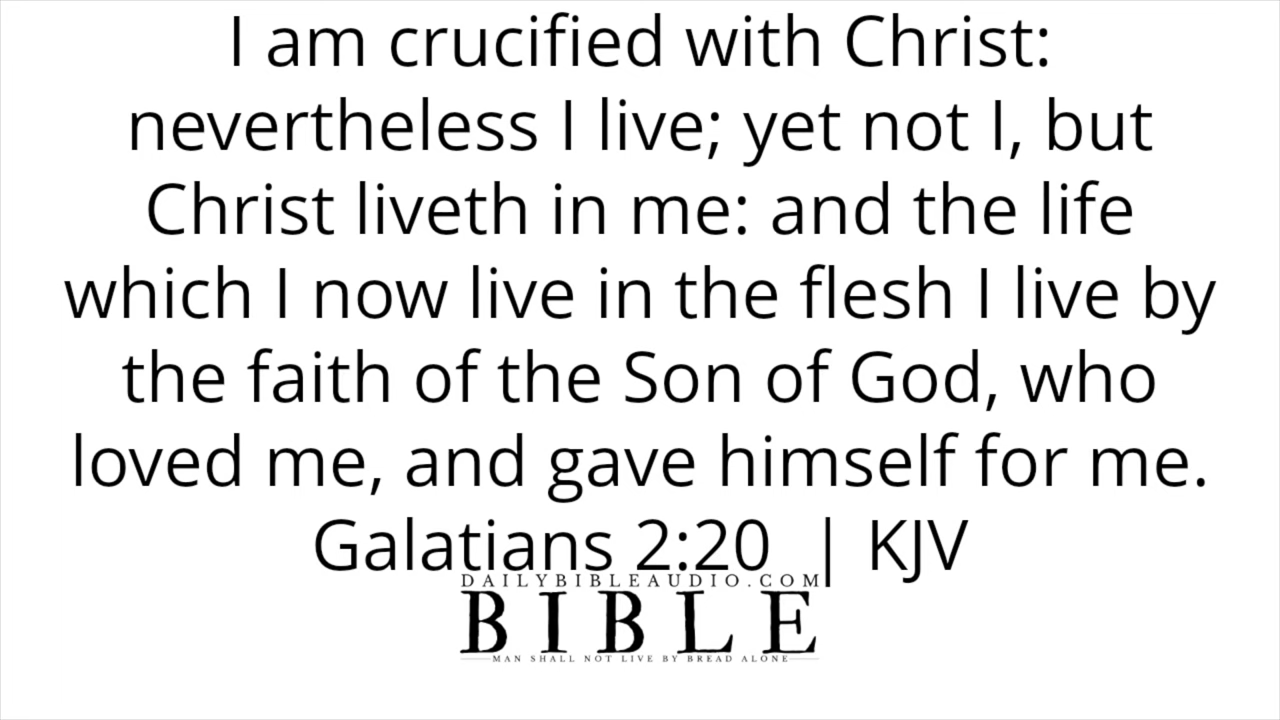 I am crucified with Christ:
nevertheless I live; yet not I, but
Christ liveth in me: and the life
which I now live in the flesh I live by
the faith of the Son of God, who
loved me, and gave himself for me.
Galatians 2:20 | KJV
DAILYBIBLEAUDIO.COM
BIBLE
MAN SHALL NOT LIVE BY BREAD ALONE